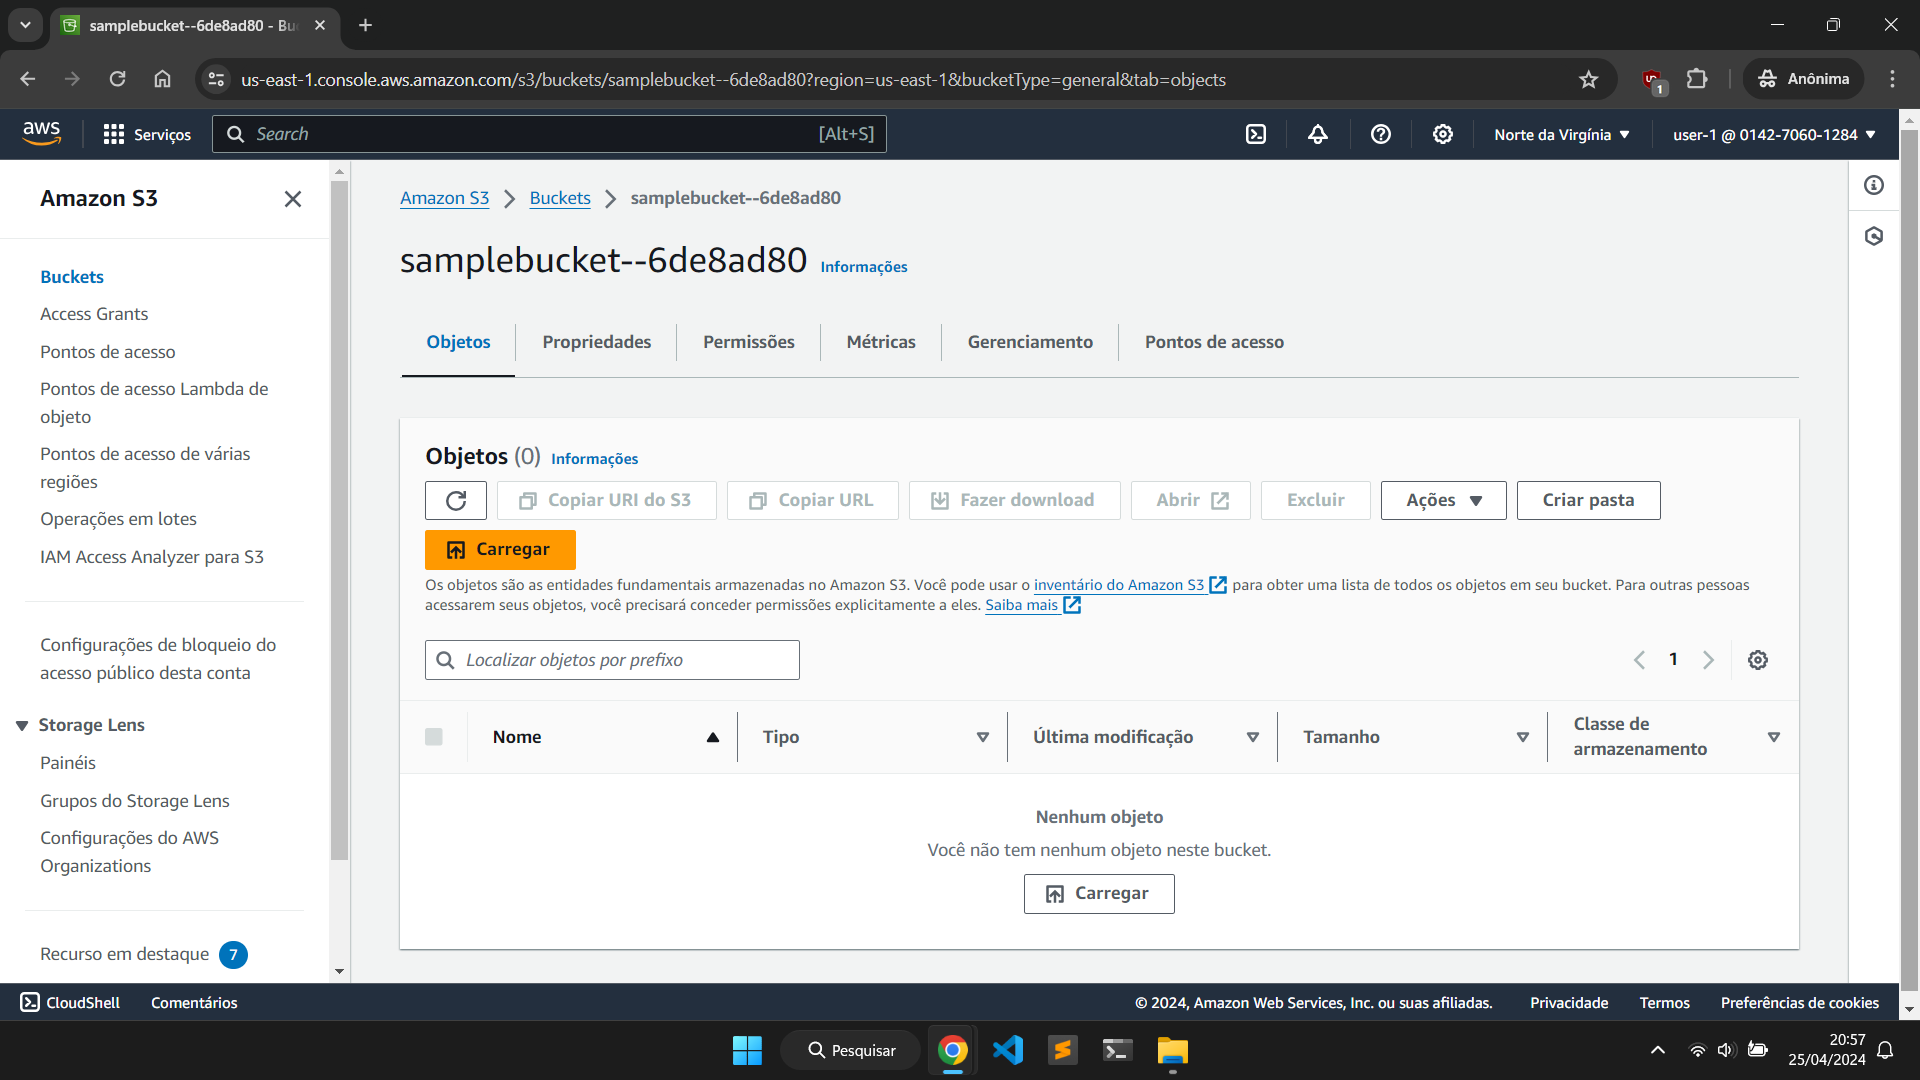 samplebucket--6de8ad80 - Bu
us-east-1.console.aws.amazon.com/s3/buckets/samplebucket--6de8ad80?region=us-east-1&bucketType=general&tab=objects
1
Anônima
aws
Serviços
Search
[Alt+S]
Norte da Virgínia
user-1 @ 0142-7060-1284
Amazon S3
Buckets
Access Grants
Pontos de acesso
Pontos de acesso Lambda de
objeto
Pontos de acesso de várias
regiões
Operações em lotes
IAM Access Analyzer para S3
Configurações de bloqueio do
acesso público desta conta
Storage Lens
Painéis
Grupos do Storage Lens
Configurações do AWS
Organizations
Recurso em destaque 7
Amazon S3 > Buckets > samplebucket--6de8ad80
samplebucket--6de8ad80 Informações
Objetos
Propriedades
Permissões
Métricas
Gerenciamento
Pontos de acesso
Objetos (0) Informações
Copiar URI do S3
Copiar URL
Fazer download
Abrir
Excluir
Ações
Criar pasta
Carregar
Os objetos são as entidades fundamentais armazenadas no Amazon S3. Você pode usar o inventário do Amazon S3 para obter uma lista de todos os objetos em seu bucket. Para outras pessoas
acessarem seus objetos, você precisará conceder permissões explicitamente a eles. Saiba mais
Localizar objetos por prefixo
1
Nome
Tipo
Última modificação
Tamanho
Classe de
armazenamento
Nenhum objeto
Você não tem nenhum objeto neste bucket.
Carregar
CloudShell
Comentários
© 2024, Amazon Web Services, Inc. ou suas afiliadas.
Privacidade
Termos
Preferências de cookies
Pesquisar
20:57
25/04/2024